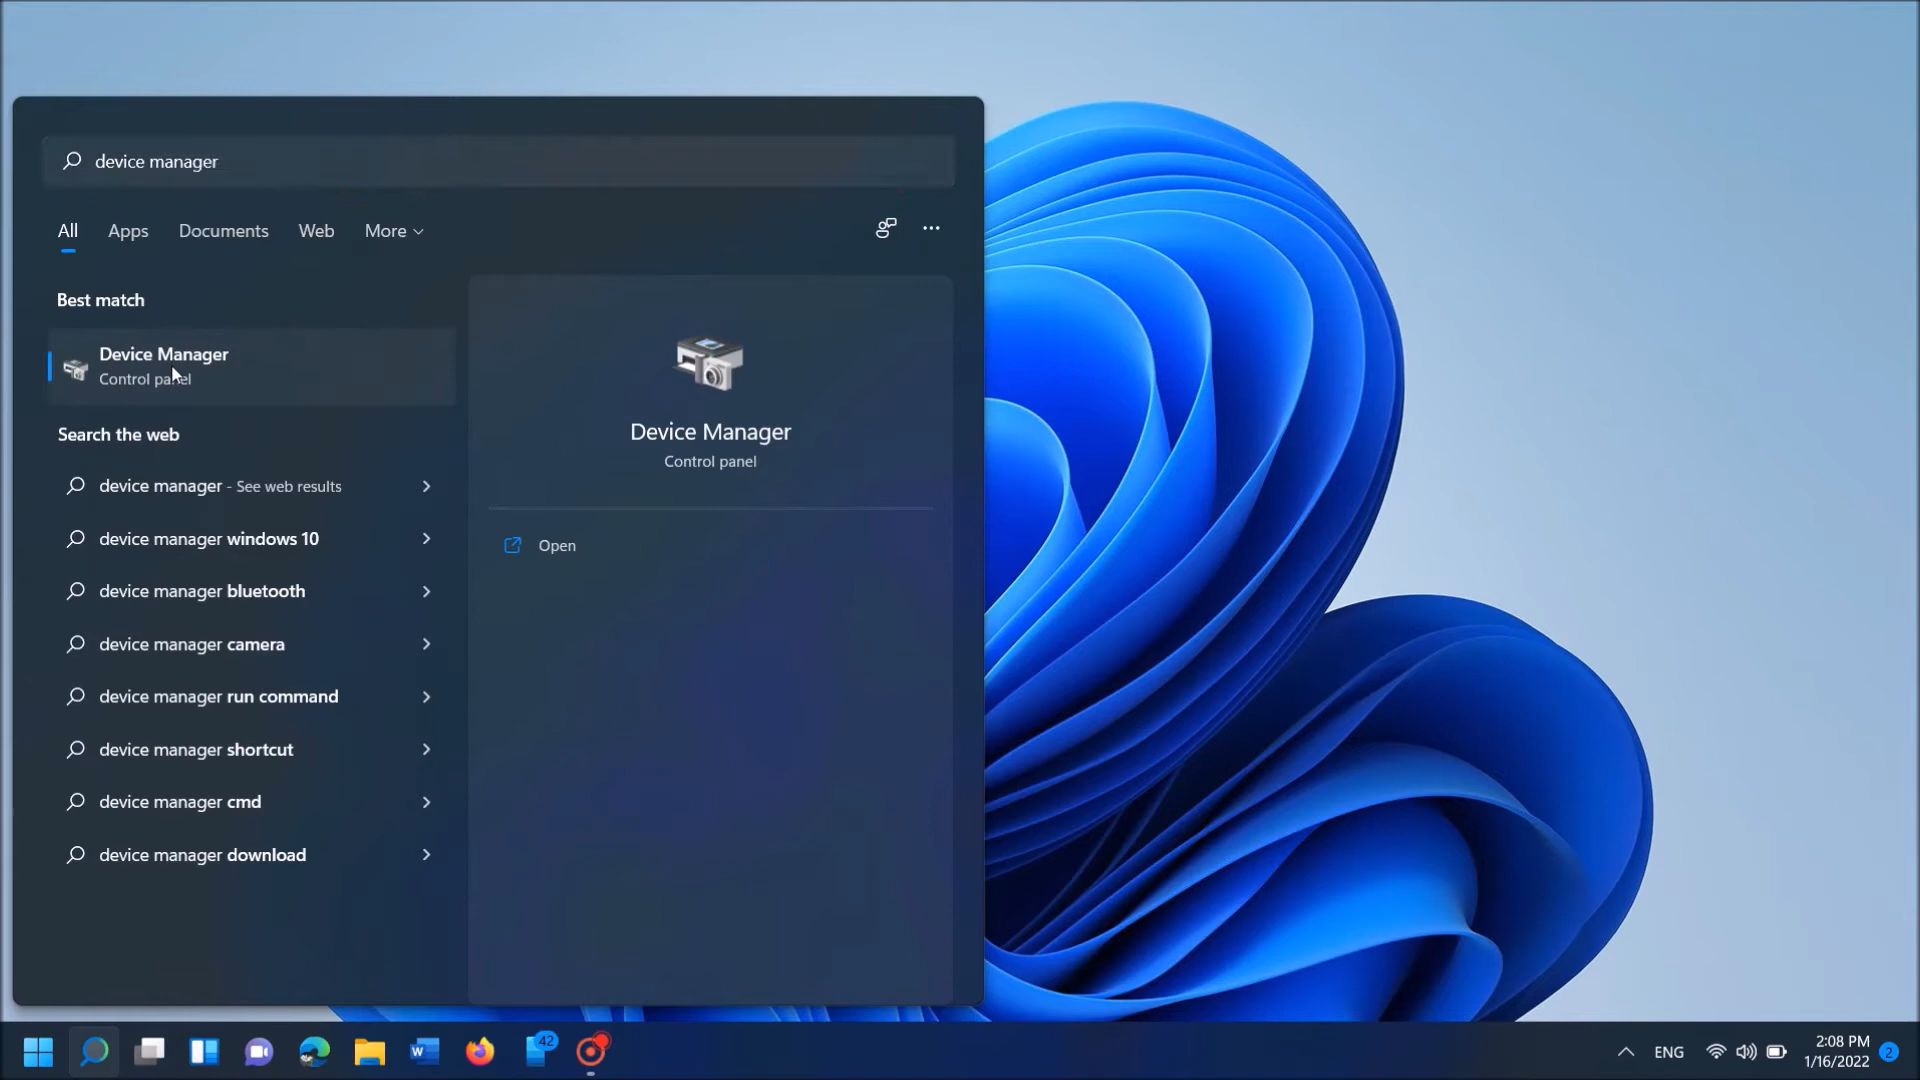 device manager
All Apps Documents Web More
Best match
Device Manager
Control panel
Search the web
device manager - See web results
device manager windows 10
device manager bluetooth
device manager camera
device manager run command
device manager shortcut
device manager cmd
device manager download
Device Manager
Control panel
Open
W
42
ENG
2:08 PM
1/16/2022
2